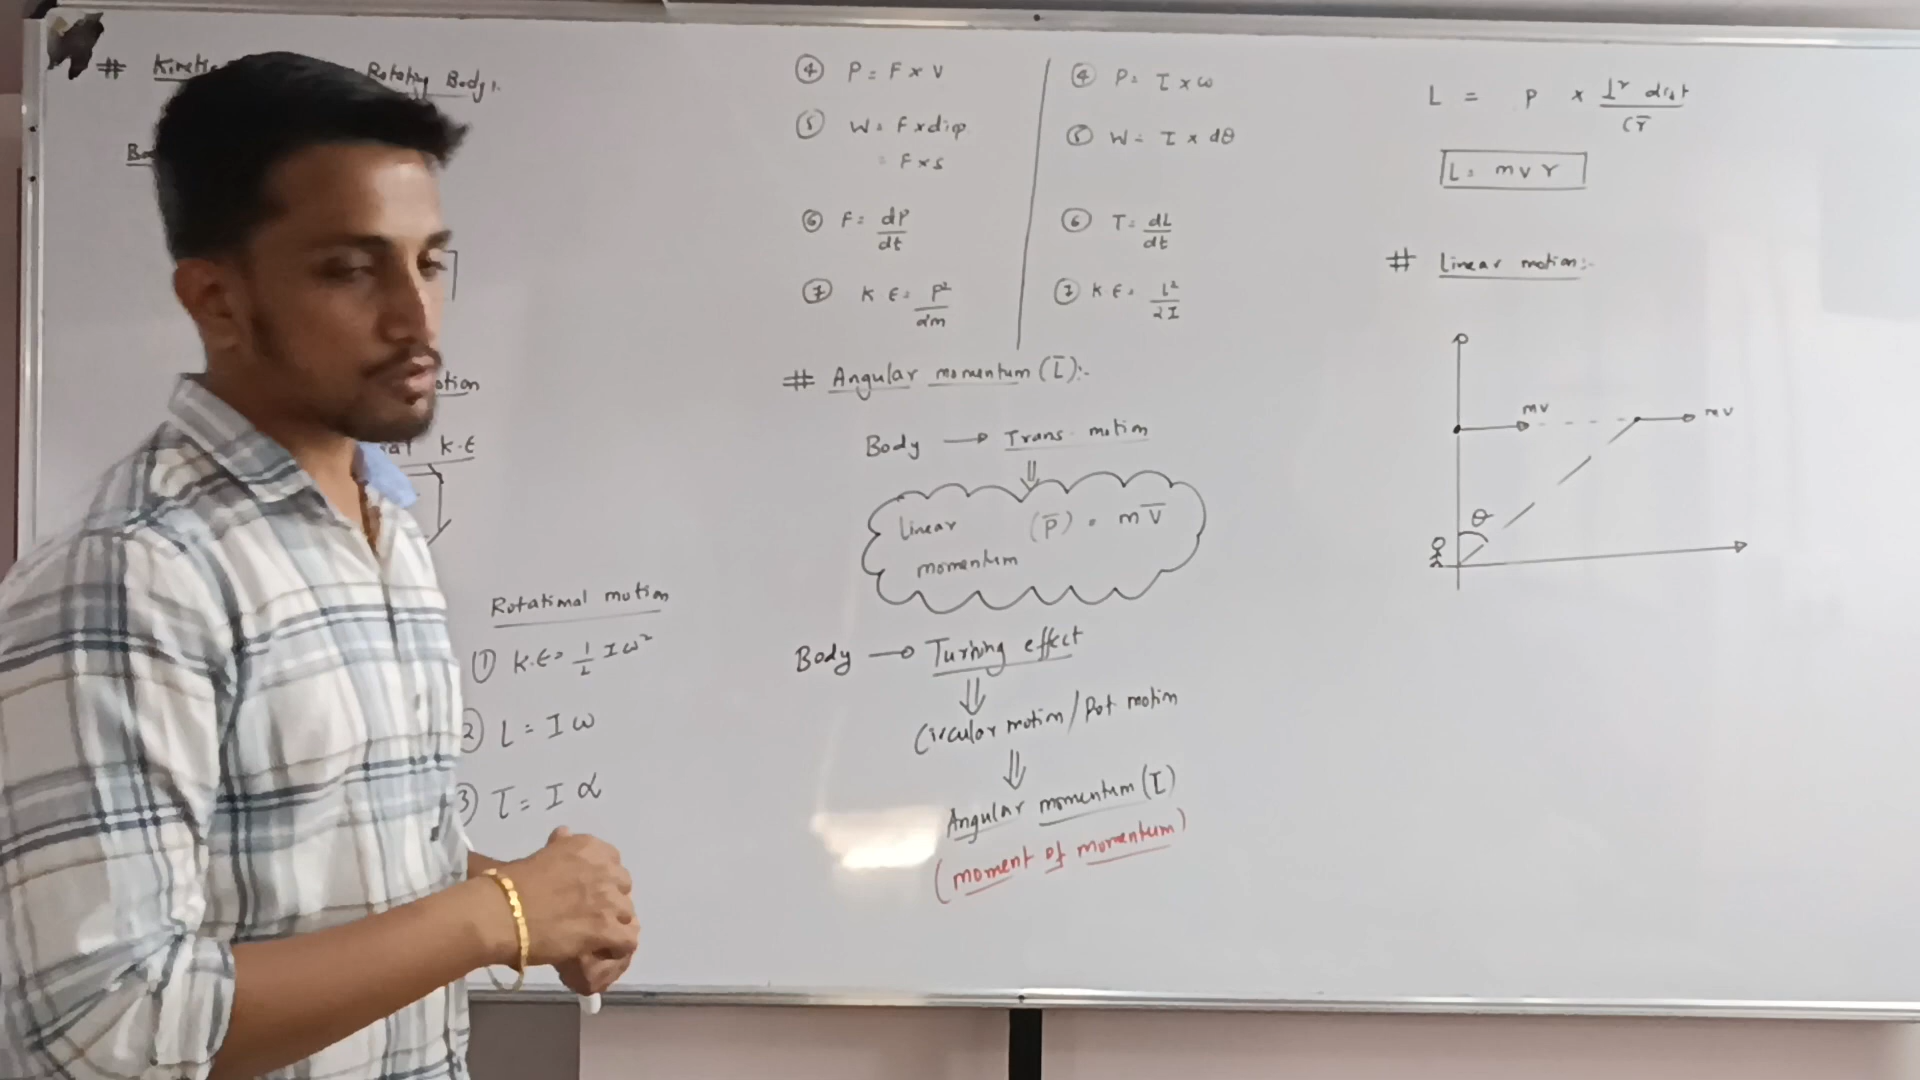 # Kinetic Rotating Body:
otion
K.E
Rotational motion
① K.E = 1/2 I ω²
② L = I ω
③ τ = I α
④ P = F × v
⑤ W = F × disp
= F × s
⑥ F = dP/dt
⑦ K E = P²/2m
④ P = τ × ω
⑤ W = τ × dθ
⑥ τ = dL/dt
⑦ K E = L²/2I
# Angular momentum (L̄):-
Body → Trans. motion
⇓
Linear momentum (P̄) = m V̄
Body → Turning effect
⇓
Circular motion / Rot motion
⇓
Angular momentum (L̄)
(moment of momentum)
L = P × ⊥r dist (r̄
L = m v r
# Linear motion:-
P
mv
mv
θ